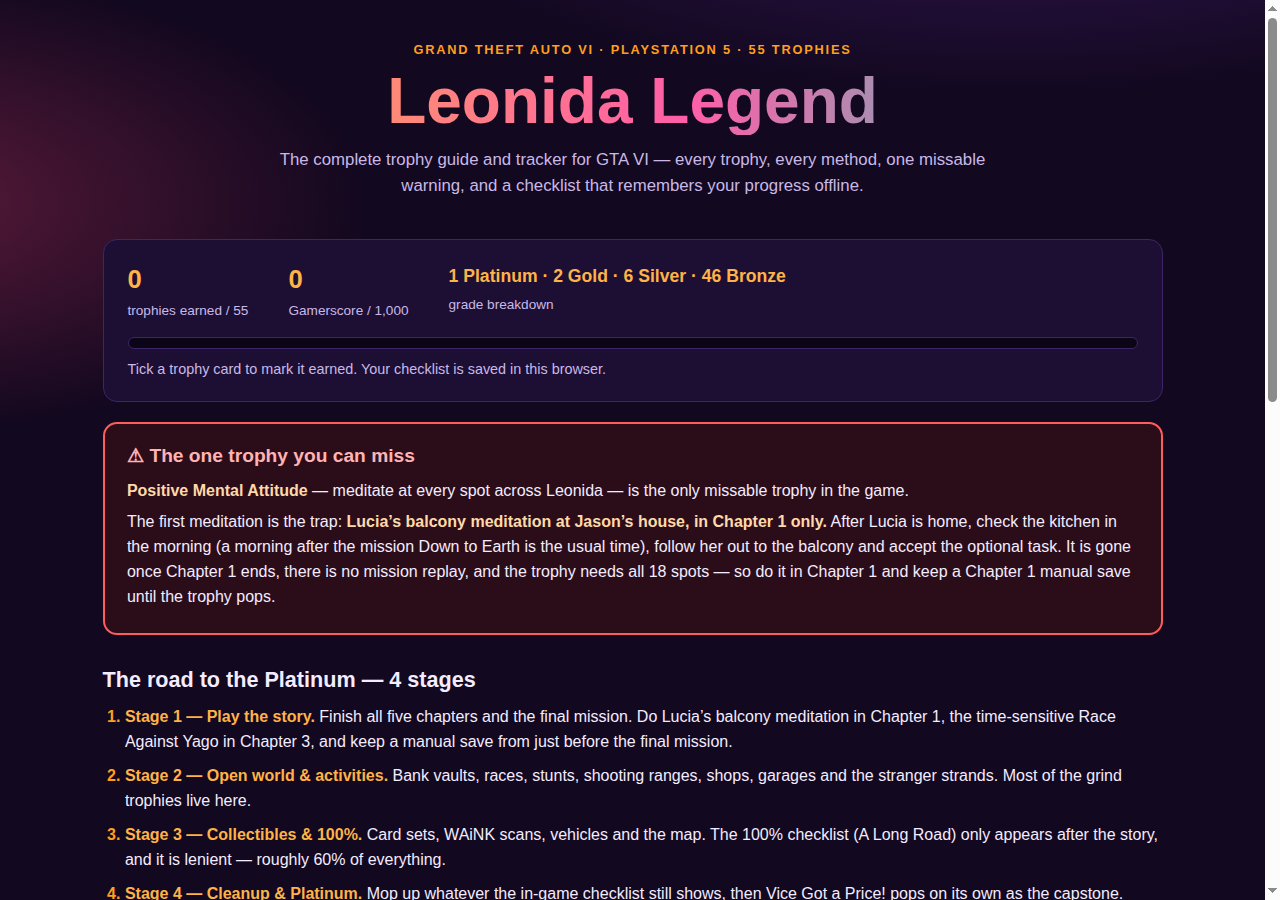 GRAND THEFT AUTO VI · PLAYSTATION 5 · 55 TROPHIES
Leonida Legend
The complete trophy guide and tracker for GTA VI — every trophy, every method, one missable
warning, and a checklist that remembers your progress offline.
0
trophies earned / 55
0
Gamerscore / 1,000
1 Platinum · 2 Gold · 6 Silver · 46 Bronze
grade breakdown
Tick a trophy card to mark it earned. Your checklist is saved in this browser.
⚠ The one trophy you can miss
Positive Mental Attitude — meditate at every spot across Leonida — is the only missable trophy in the game.
The first meditation is the trap: Lucia’s balcony meditation at Jason’s house, in Chapter 1 only. After Lucia is home, check the kitchen in
the morning (a morning after the mission Down to Earth is the usual time), follow her out to the balcony and accept the optional task. It is gone
once Chapter 1 ends, there is no mission replay, and the trophy needs all 18 spots — so do it in Chapter 1 and keep a Chapter 1 manual save
until the trophy pops.
The road to the Platinum — 4 stages
1. Stage 1 — Play the story. Finish all five chapters and the final mission. Do Lucia’s balcony meditation in Chapter 1, the time-sensitive Race
Against Yago in Chapter 3, and keep a manual save from just before the final mission.
2. Stage 2 — Open world & activities. Bank vaults, races, stunts, shooting ranges, shops, garages and the stranger strands. Most of the grind
trophies live here.
3. Stage 3 — Collectibles & 100%. Card sets, WAiNK scans, vehicles and the map. The 100% checklist (A Long Road) only appears after the story,
and it is lenient — roughly 60% of everything.
4. Stage 4 — Cleanup & Platinum. Mop up whatever the in-game checklist still shows, then Vice Got a Price! pops on its own as the capstone.